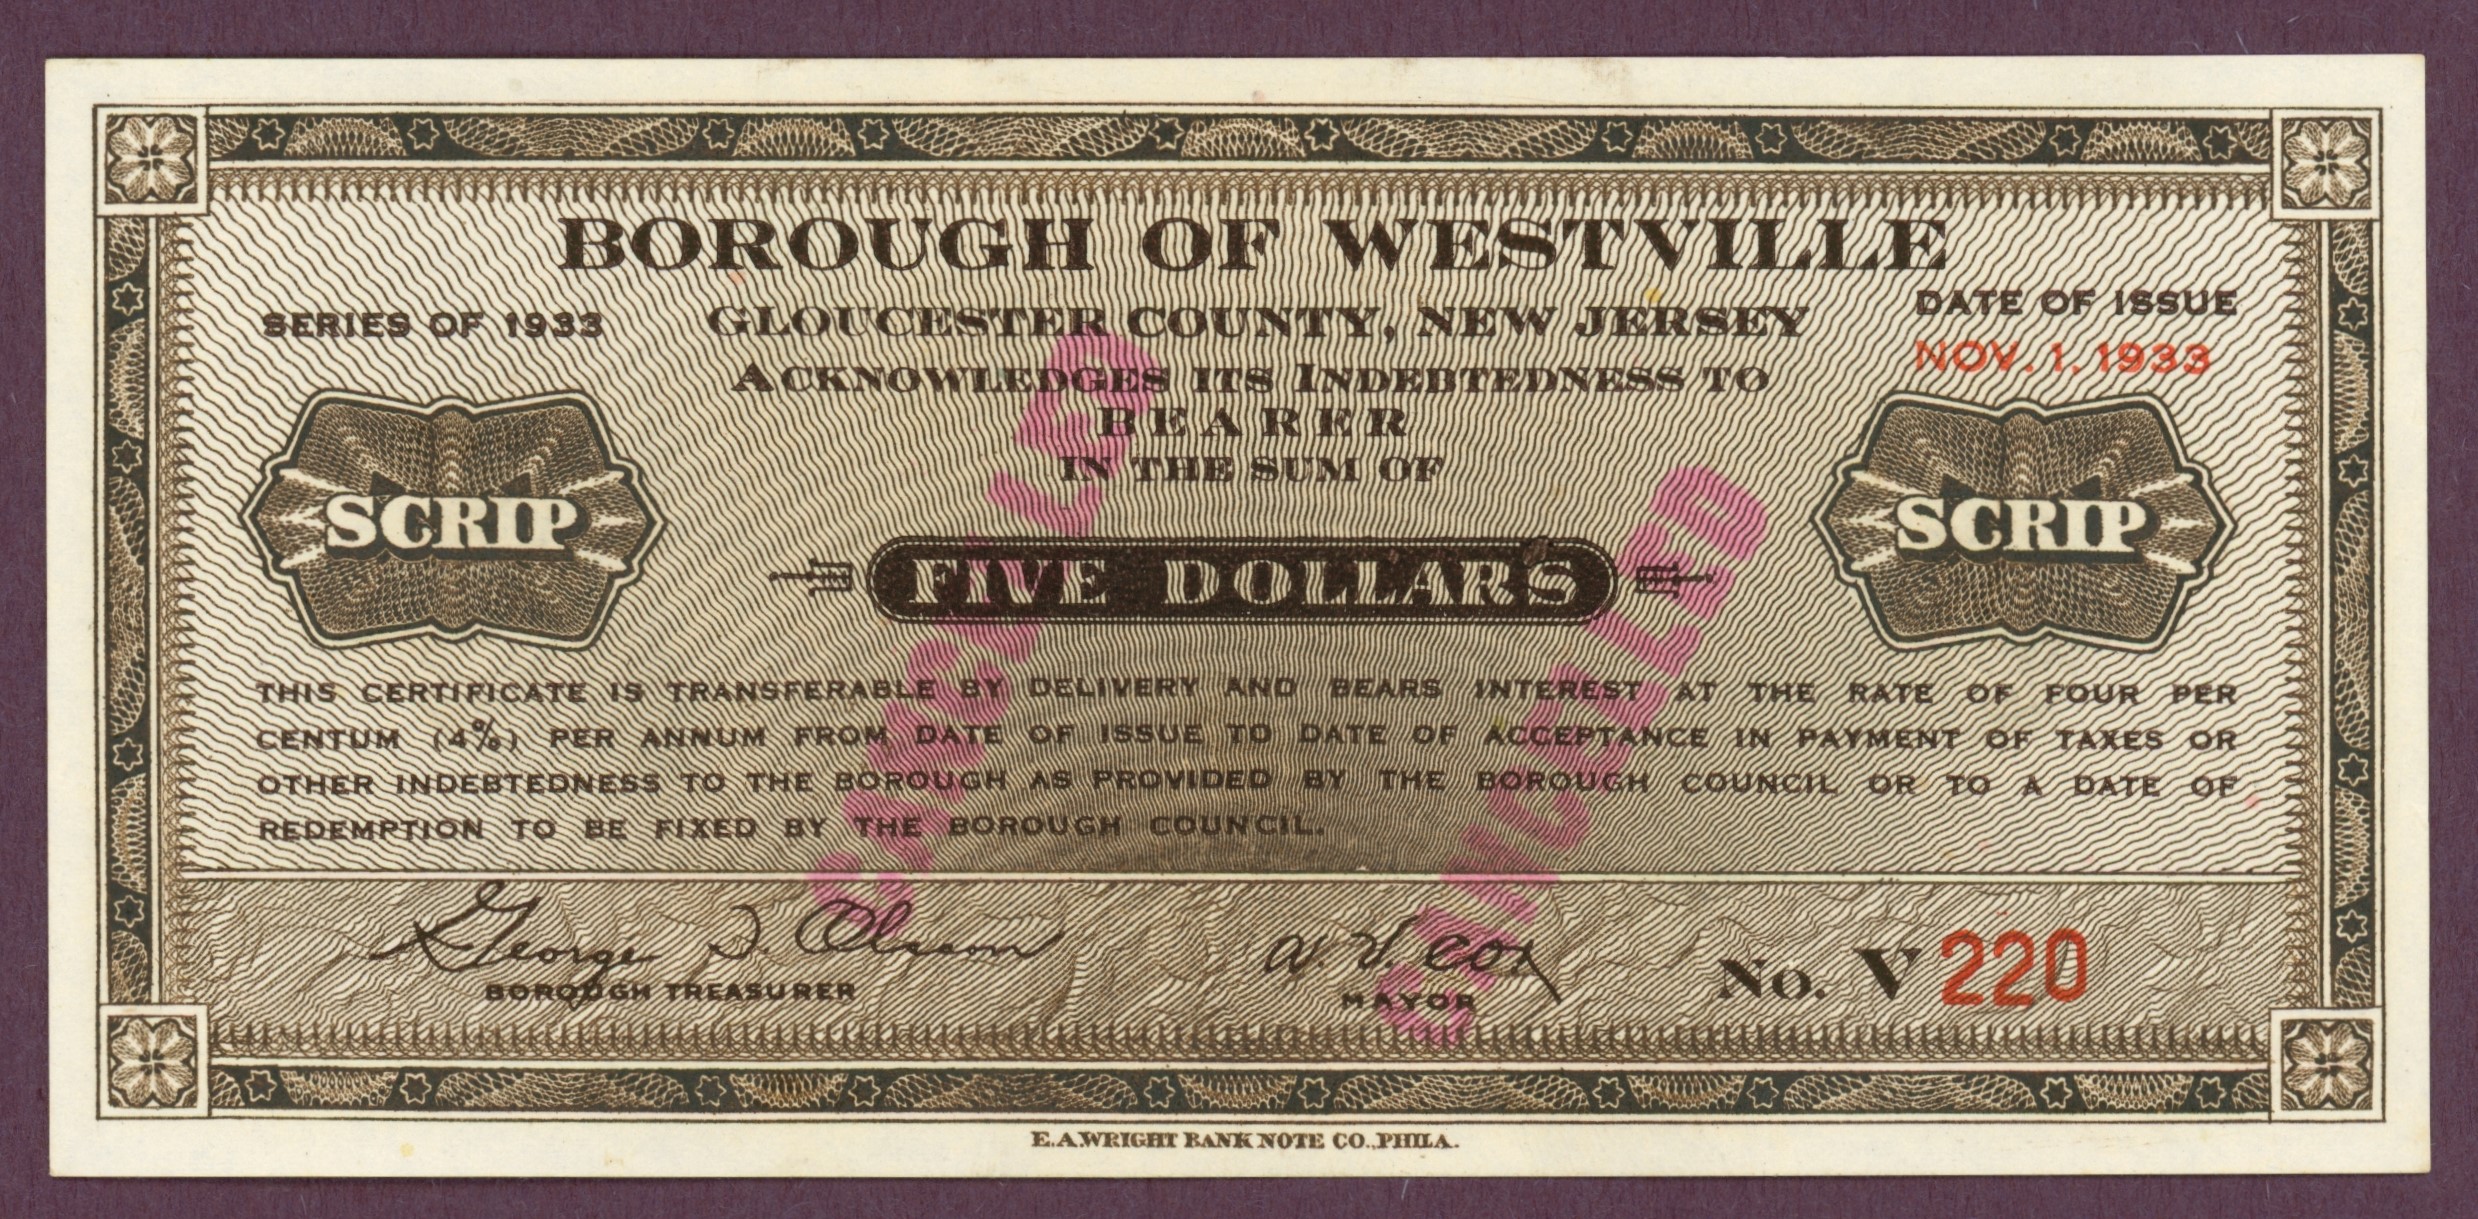 BOROUGH OF WESTVILLE
SERIES OF 1933
GLOUCESTER COUNTY, NEW JERSEY
DATE OF ISSUE
NOV. 1. 1933
ACKNOWLEDGES ITS INDEBTEDNESS TO
BEARER
IN THE SUM OF
SCRIP
FIVE DOLLARS
SCRIP
CANCELLED
CANCELED
THIS CERTIFICATE IS TRANSFERABLE BY DELIVERY AND BEARS INTEREST AT THE RATE OF FOUR PER
CENTUM (4%) PER ANNUM FROM DATE OF ISSUE TO DATE OF ACCEPTANCE IN PAYMENT OF TAXES OR
OTHER INDEBTEDNESS TO THE BOROUGH AS PROVIDED BY THE BOROUGH COUNCIL OR TO A DATE OF
REDEMPTION TO BE FIXED BY THE BOROUGH COUNCIL.
George
BOROUGH TREASURER
W. V. Cox
MAYOR
No. V 220
E. A. WRIGHT BANK NOTE CO., PHILA.